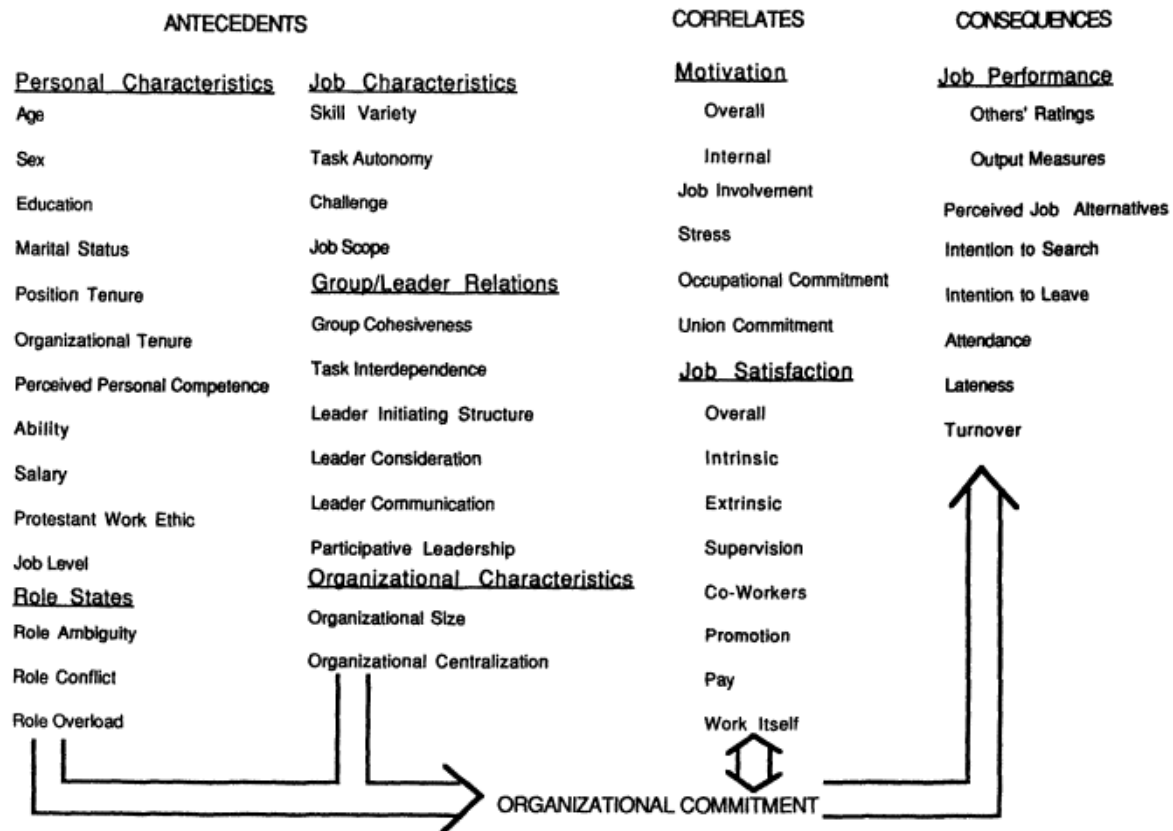 ANTECEDENTS
Personal Characteristics
Age
Sex
Education
Marital Status
Position Tenure
Organizational Tenure
Perceived Personal Competence
Ability
Salary
Protestant Work Ethic
Job Level
Role States
Role Ambiguity
Role Conflict
Role Overload
Job Characteristics
Skill Variety
Task Autonomy
Challenge
Job Scope
Group/Leader Relations
Group Cohesiveness
Task Interdependence
Leader Initiating Structure
Leader Consideration
Leader Communication
Participative Leadership
Organizational Characteristics
Organizational Size
Organizational Centralization
CORRELATES
Motivation
Overall
Internal
Job Involvement
Stress
Occupational Commitment
Union Commitment
Job Satisfaction
Overall
Intrinsic
Extrinsic
Supervision
Co-Workers
Promotion
Pay
Work Itself
CONSEQUENCES
Job Performance
Others' Ratings
Output Measures
Perceived Job Alternatives
Intention to Search
Intention to Leave
Attendance
Lateness
Turnover
ORGANIZATIONAL COMMITMENT